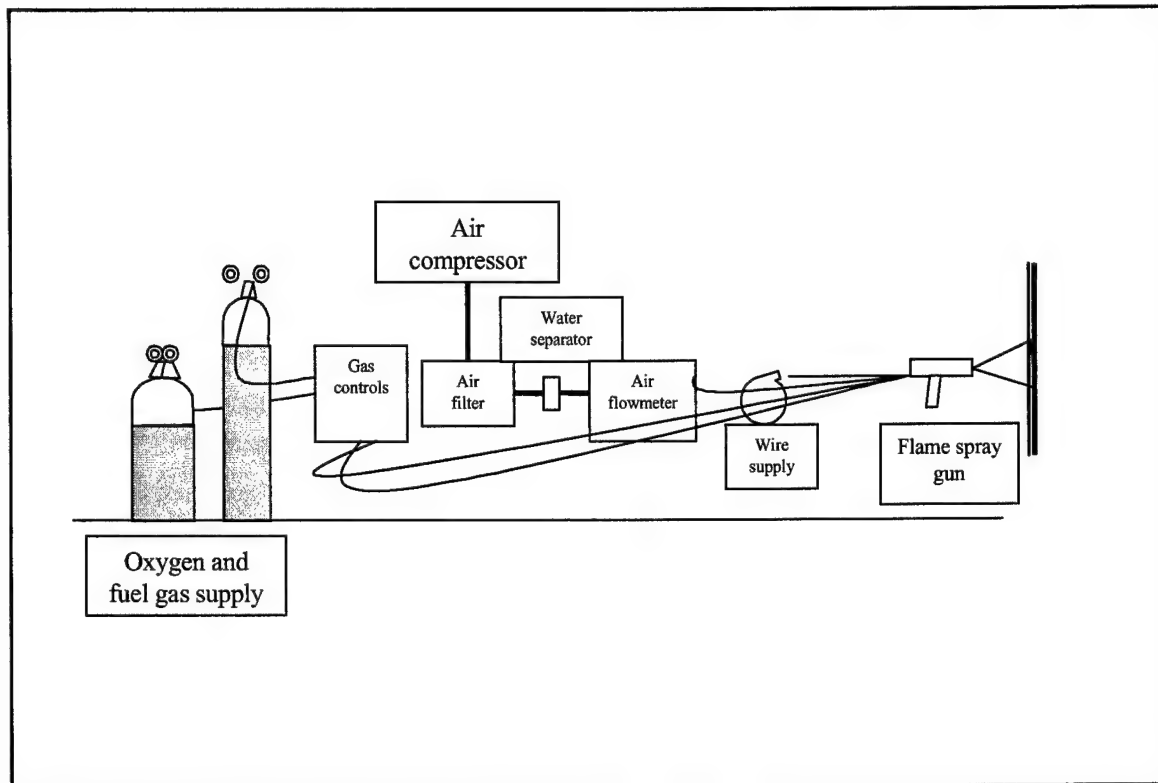 Air
compressor
Water
separator
Gas
controls
Air
filter
Air
flowmeter
Wire
supply
Flame spray
gun
Oxygen and
fuel gas supply